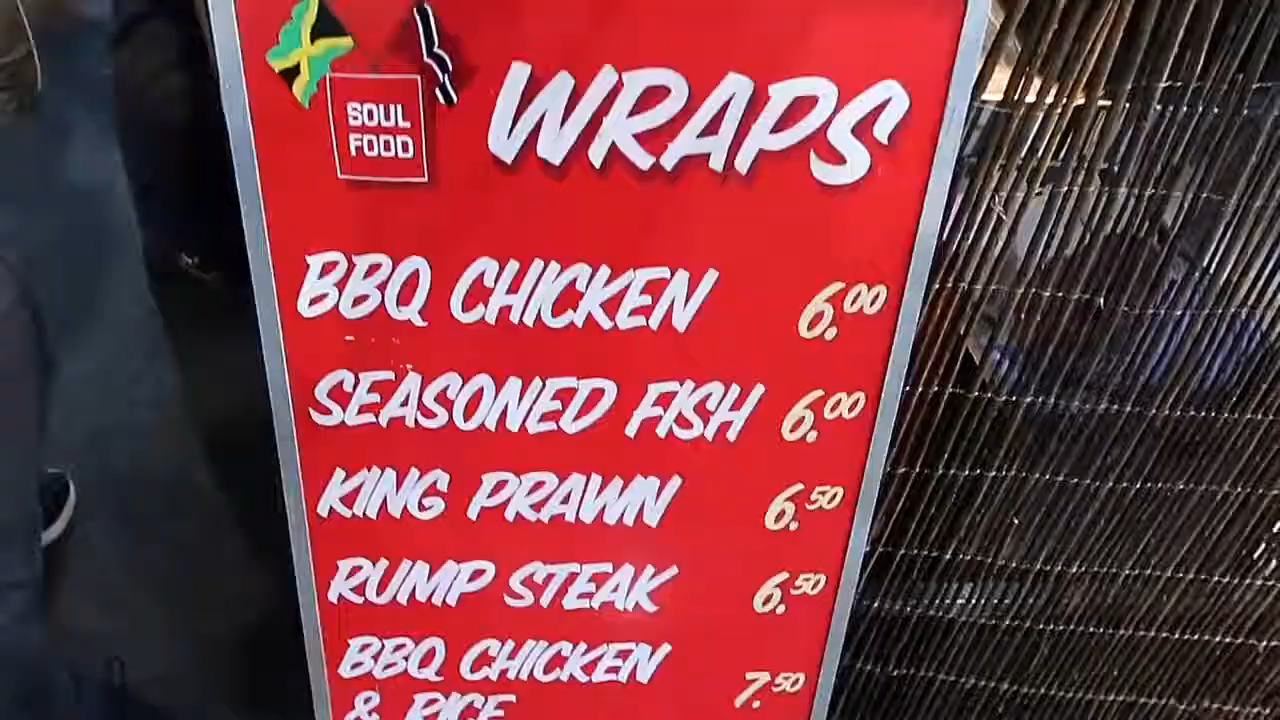 SOUL
FOOD
WRAPS
BBQ CHICKEN 6.00
SEASONED FISH 6.00
KING PRAWN 6.50
RUMP STEAK 6.50
BBQ CHICKEN 7.50
& RICE